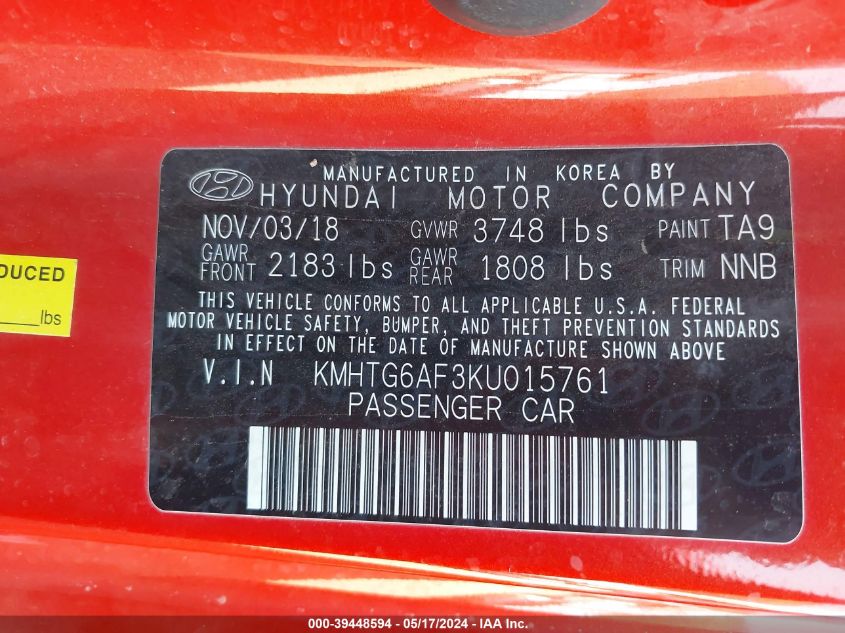 MANUFACTURED IN KOREA BY
HYUNDAI MOTOR COMPANY
NOV/03/18 GVWR 3748 lbs PAINT TA9
GAWR FRONT 2183 lbs GAWR REAR 1808 lbs TRIM NNB
THIS VEHICLE CONFORMS TO ALL APPLICABLE U.S.A. FEDERAL
MOTOR VEHICLE SAFETY, BUMPER, AND THEFT PREVENTION STANDARDS
IN EFFECT ON THE DATE OF MANUFACTURE SHOWN ABOVE
V.I.N KMHTG6AF3KU015761
PASSENGER CAR
DUCED
lbs
000-39448594 - 05/17/2024 - IAA Inc.